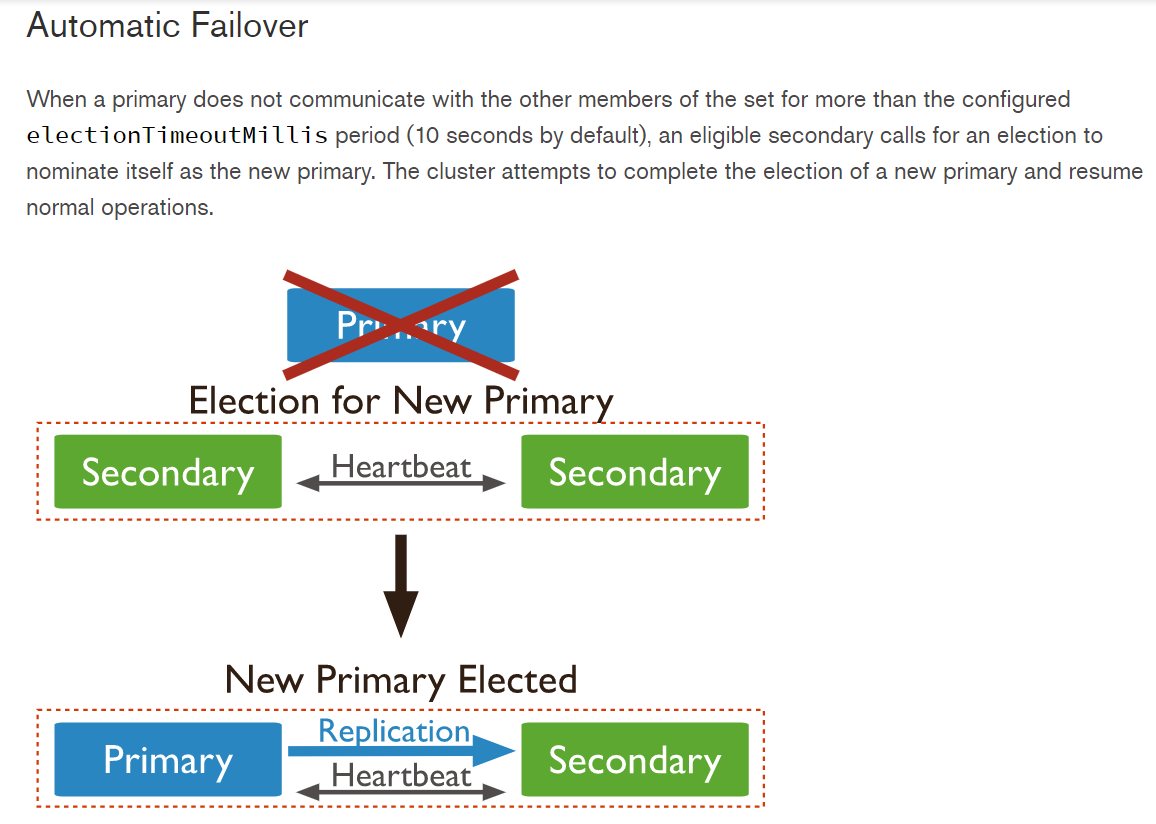 Automatic Failover
When a primary does not communicate with the other members of the set for more than the configured
electionTimeoutMillis period (10 seconds by default), an eligible secondary calls for an election to
nominate itself as the new primary. The cluster attempts to complete the election of a new primary and resume
normal operations.
Primary
Election for New Primary
Secondary Heartbeat Secondary
New Primary Elected
Replication
Primary Secondary
Heartbeat